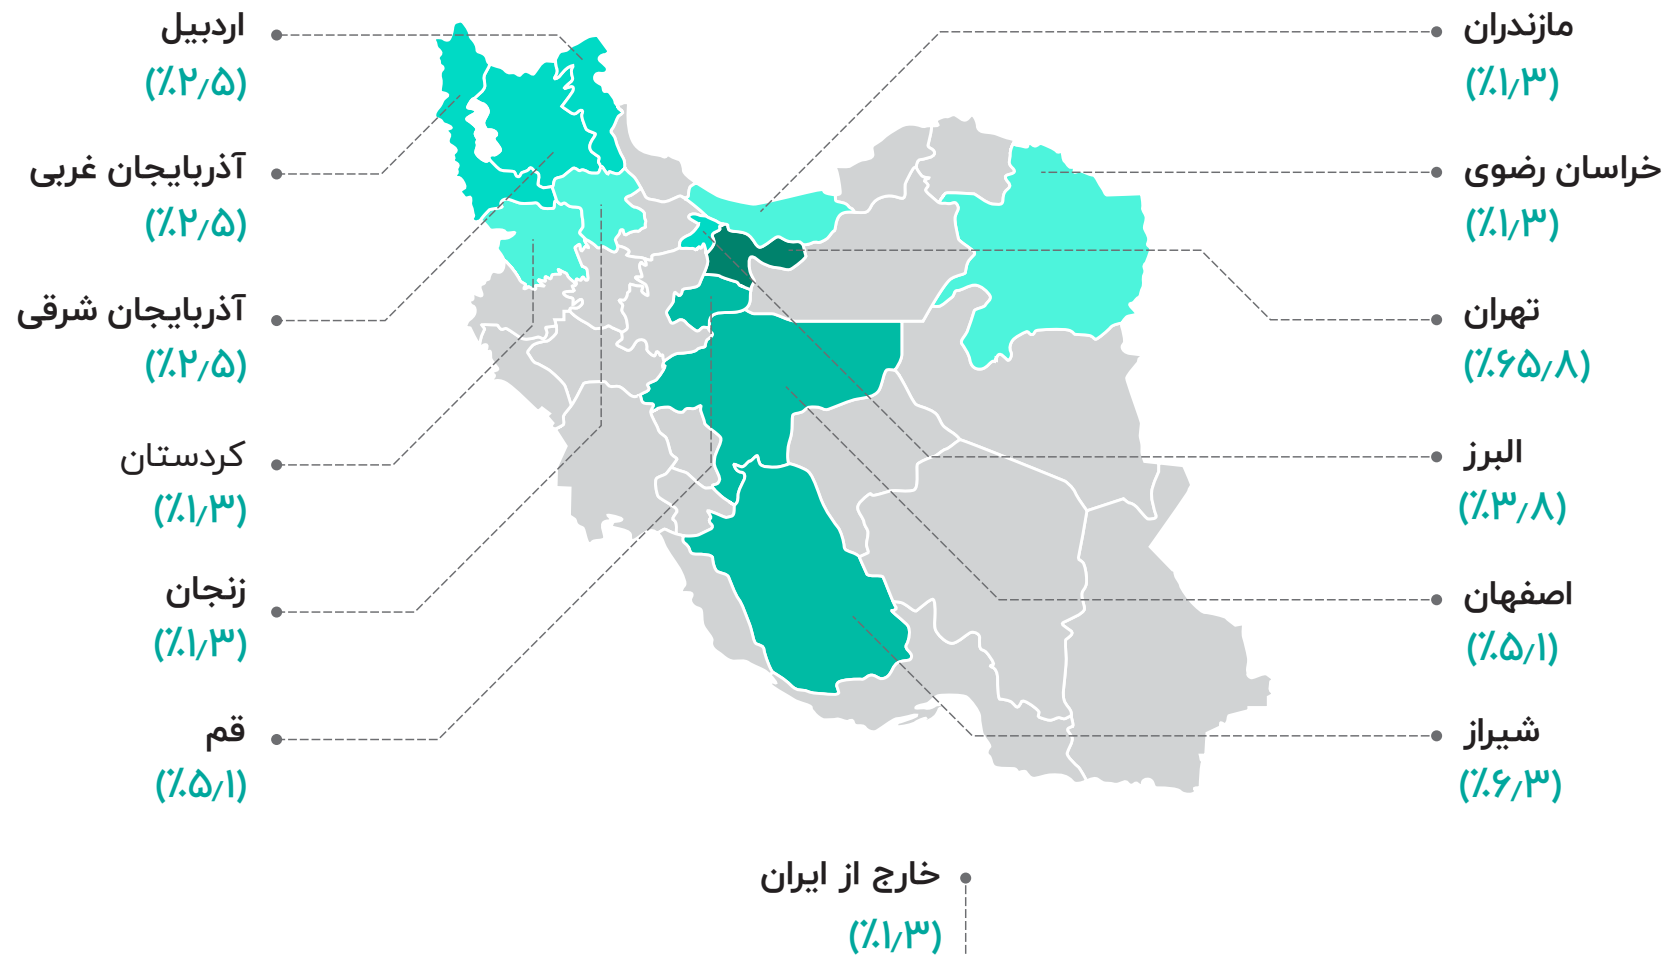 مازندران
(٪۱٫۳)
خراسان رضوی
(٪۱٫۳)
تهران
(٪۶۵٫۸)
البرز
(٪۳٫۸)
اصفهان
(٪۵٫۱)
شیراز
(٪۶٫۳)
اردبیل
(٪۲٫۵)
آذربایجان غربی
(٪۲٫۵)
آذربایجان شرقی
(٪۲٫۵)
کردستان
(٪۱٫۳)
زنجان
(٪۱٫۳)
قم
(٪۵٫۱)
خارج از ایران
(٪۱٫۳)